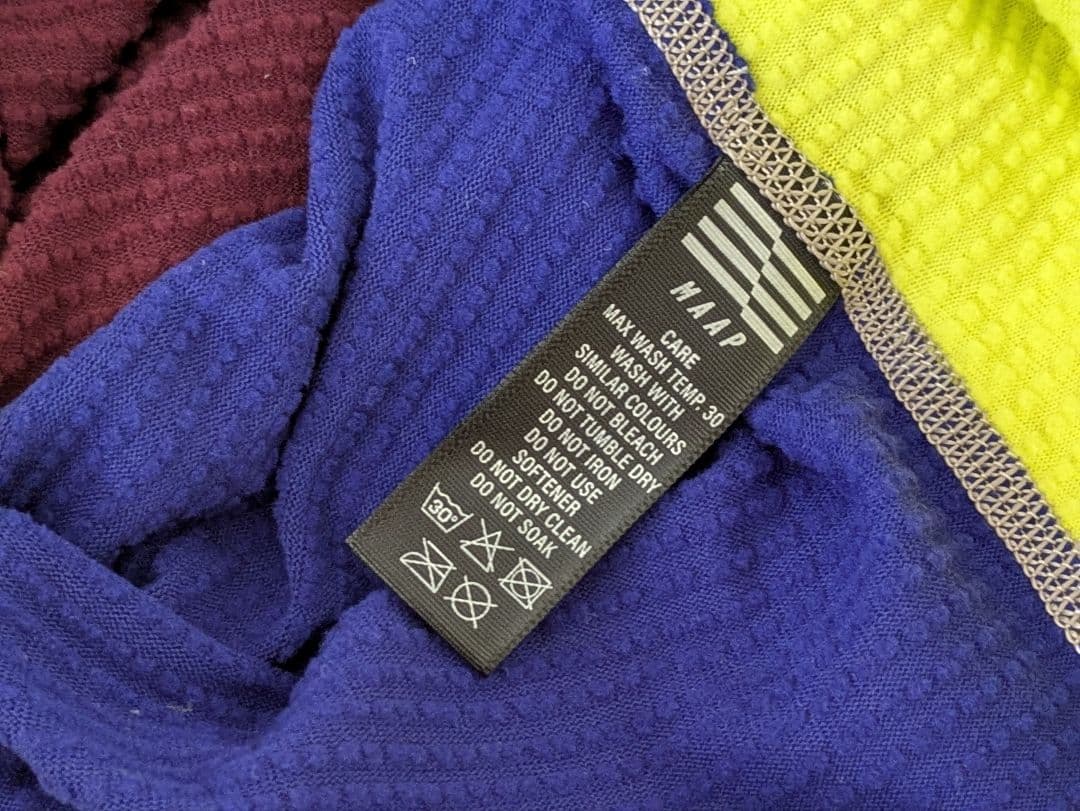 MAAP
CARE
MAX WASH TEMP. 30
WASH WITH
SIMILAR COLOURS
DO NOT BLEACH
DO NOT TUMBLE DRY
DO NOT IRON
DO NOT USE
SOFTENER
DO NOT DRY CLEAN
DO NOT SOAK
30°